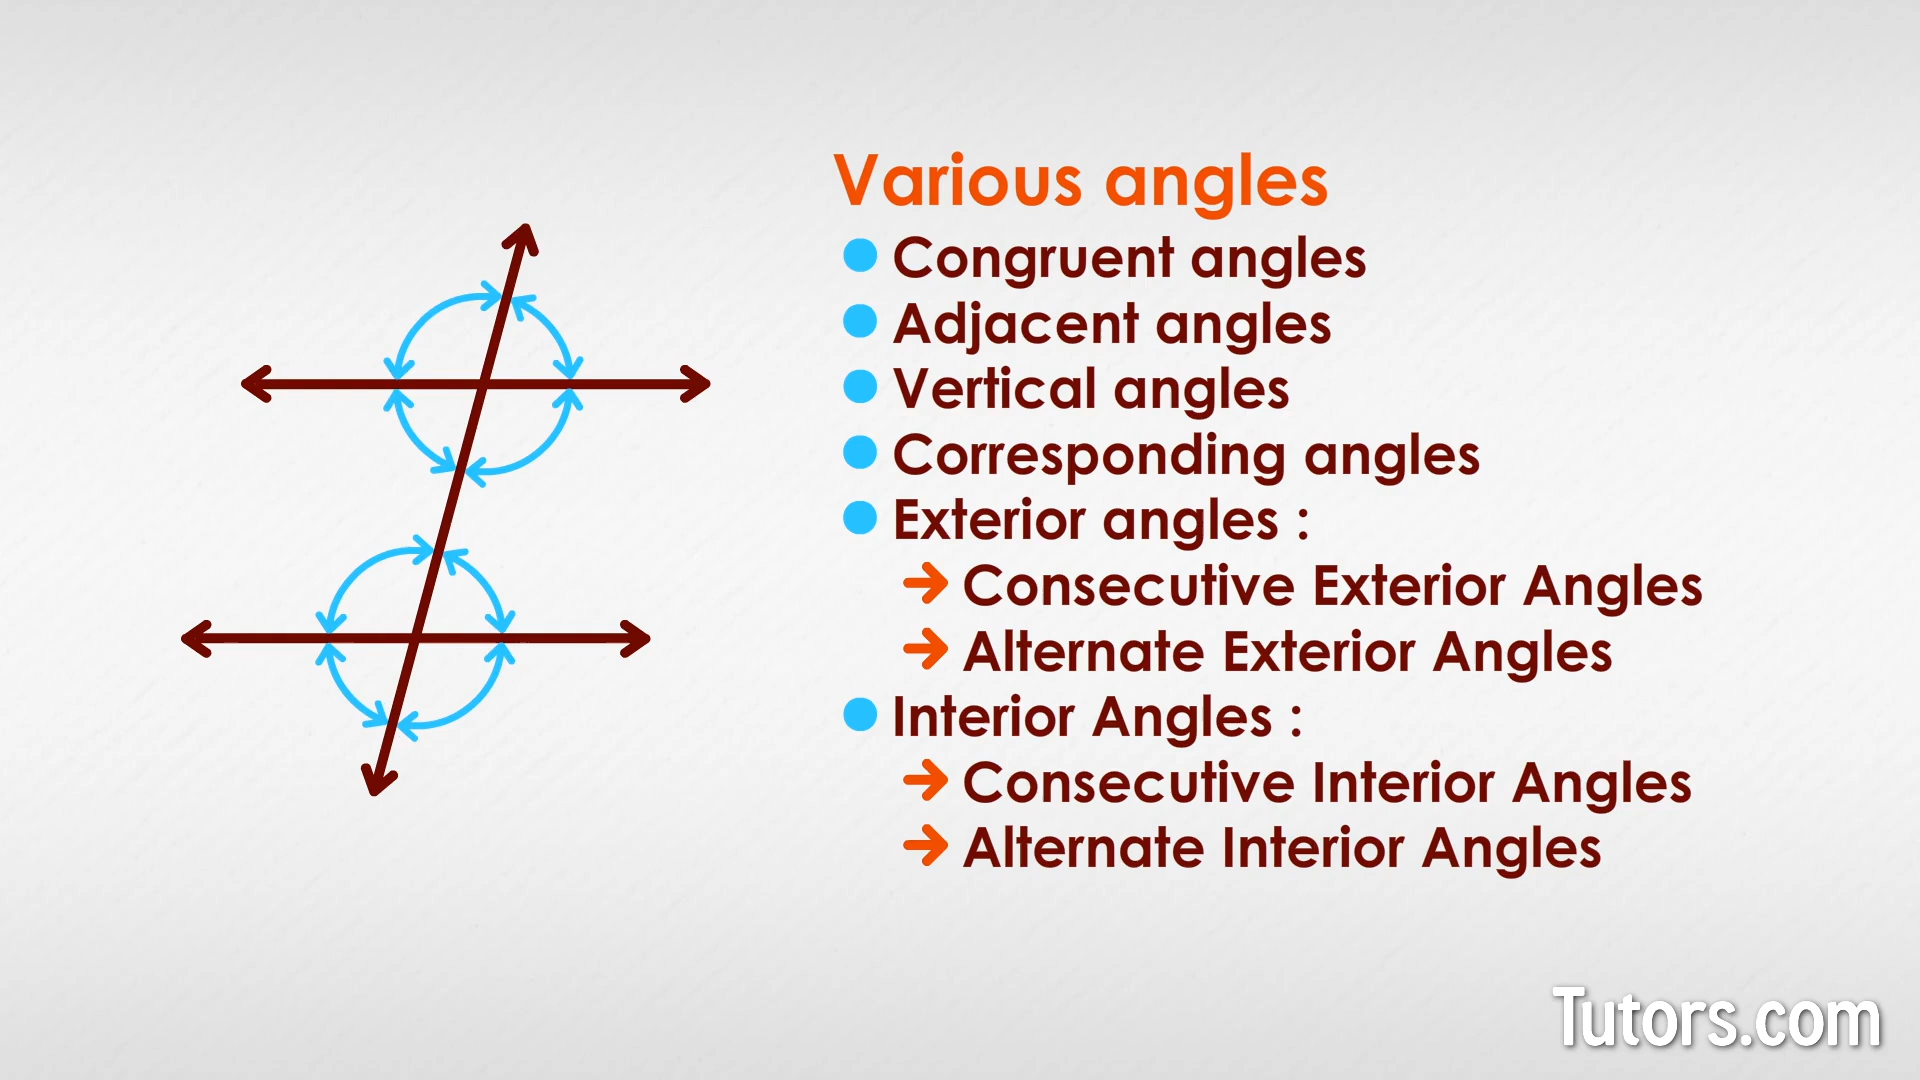 Various angles
Congruent angles
Adjacent angles
Vertical angles
Corresponding angles
Exterior angles :
Consecutive Exterior Angles
Alternate Exterior Angles
Interior Angles :
Consecutive Interior Angles
Alternate Interior Angles
Tutors.com